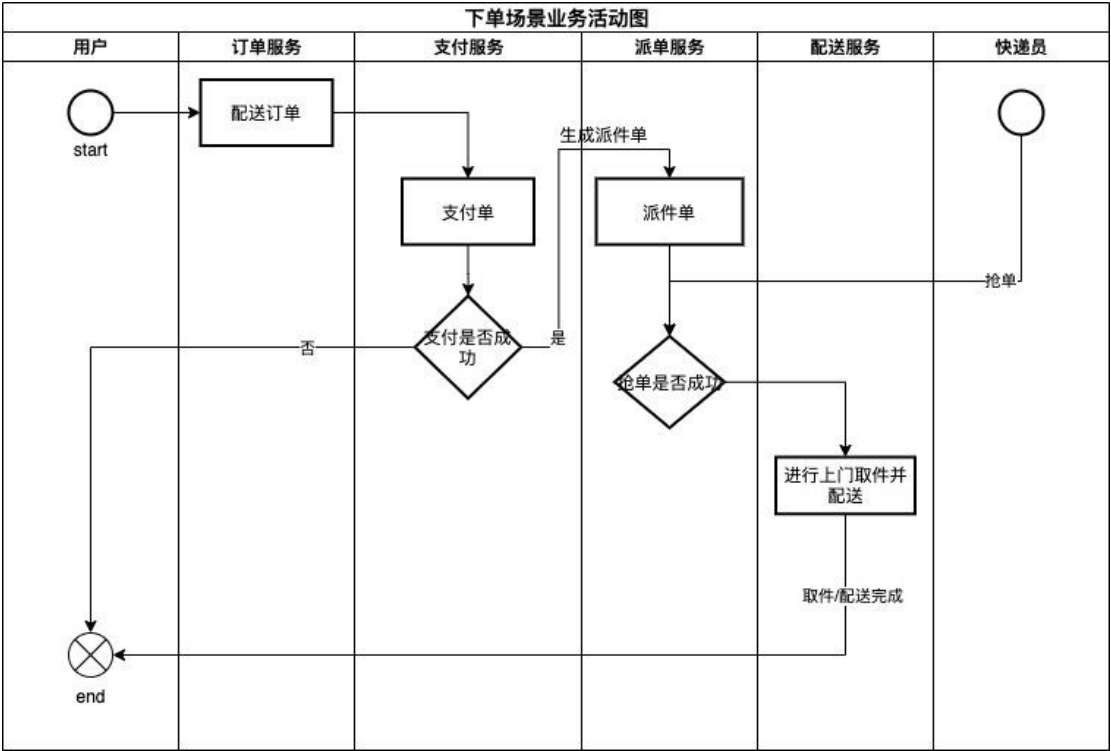 下单场景业务活动图
用户
订单服务
支付服务
派单服务
配送服务
快递员
配送订单
start
生成派件单
支付单
派件单
抢单
支付是否成
功
是
否
抢单是否成功
进行上门取件并
配送
取件/配送完成
end